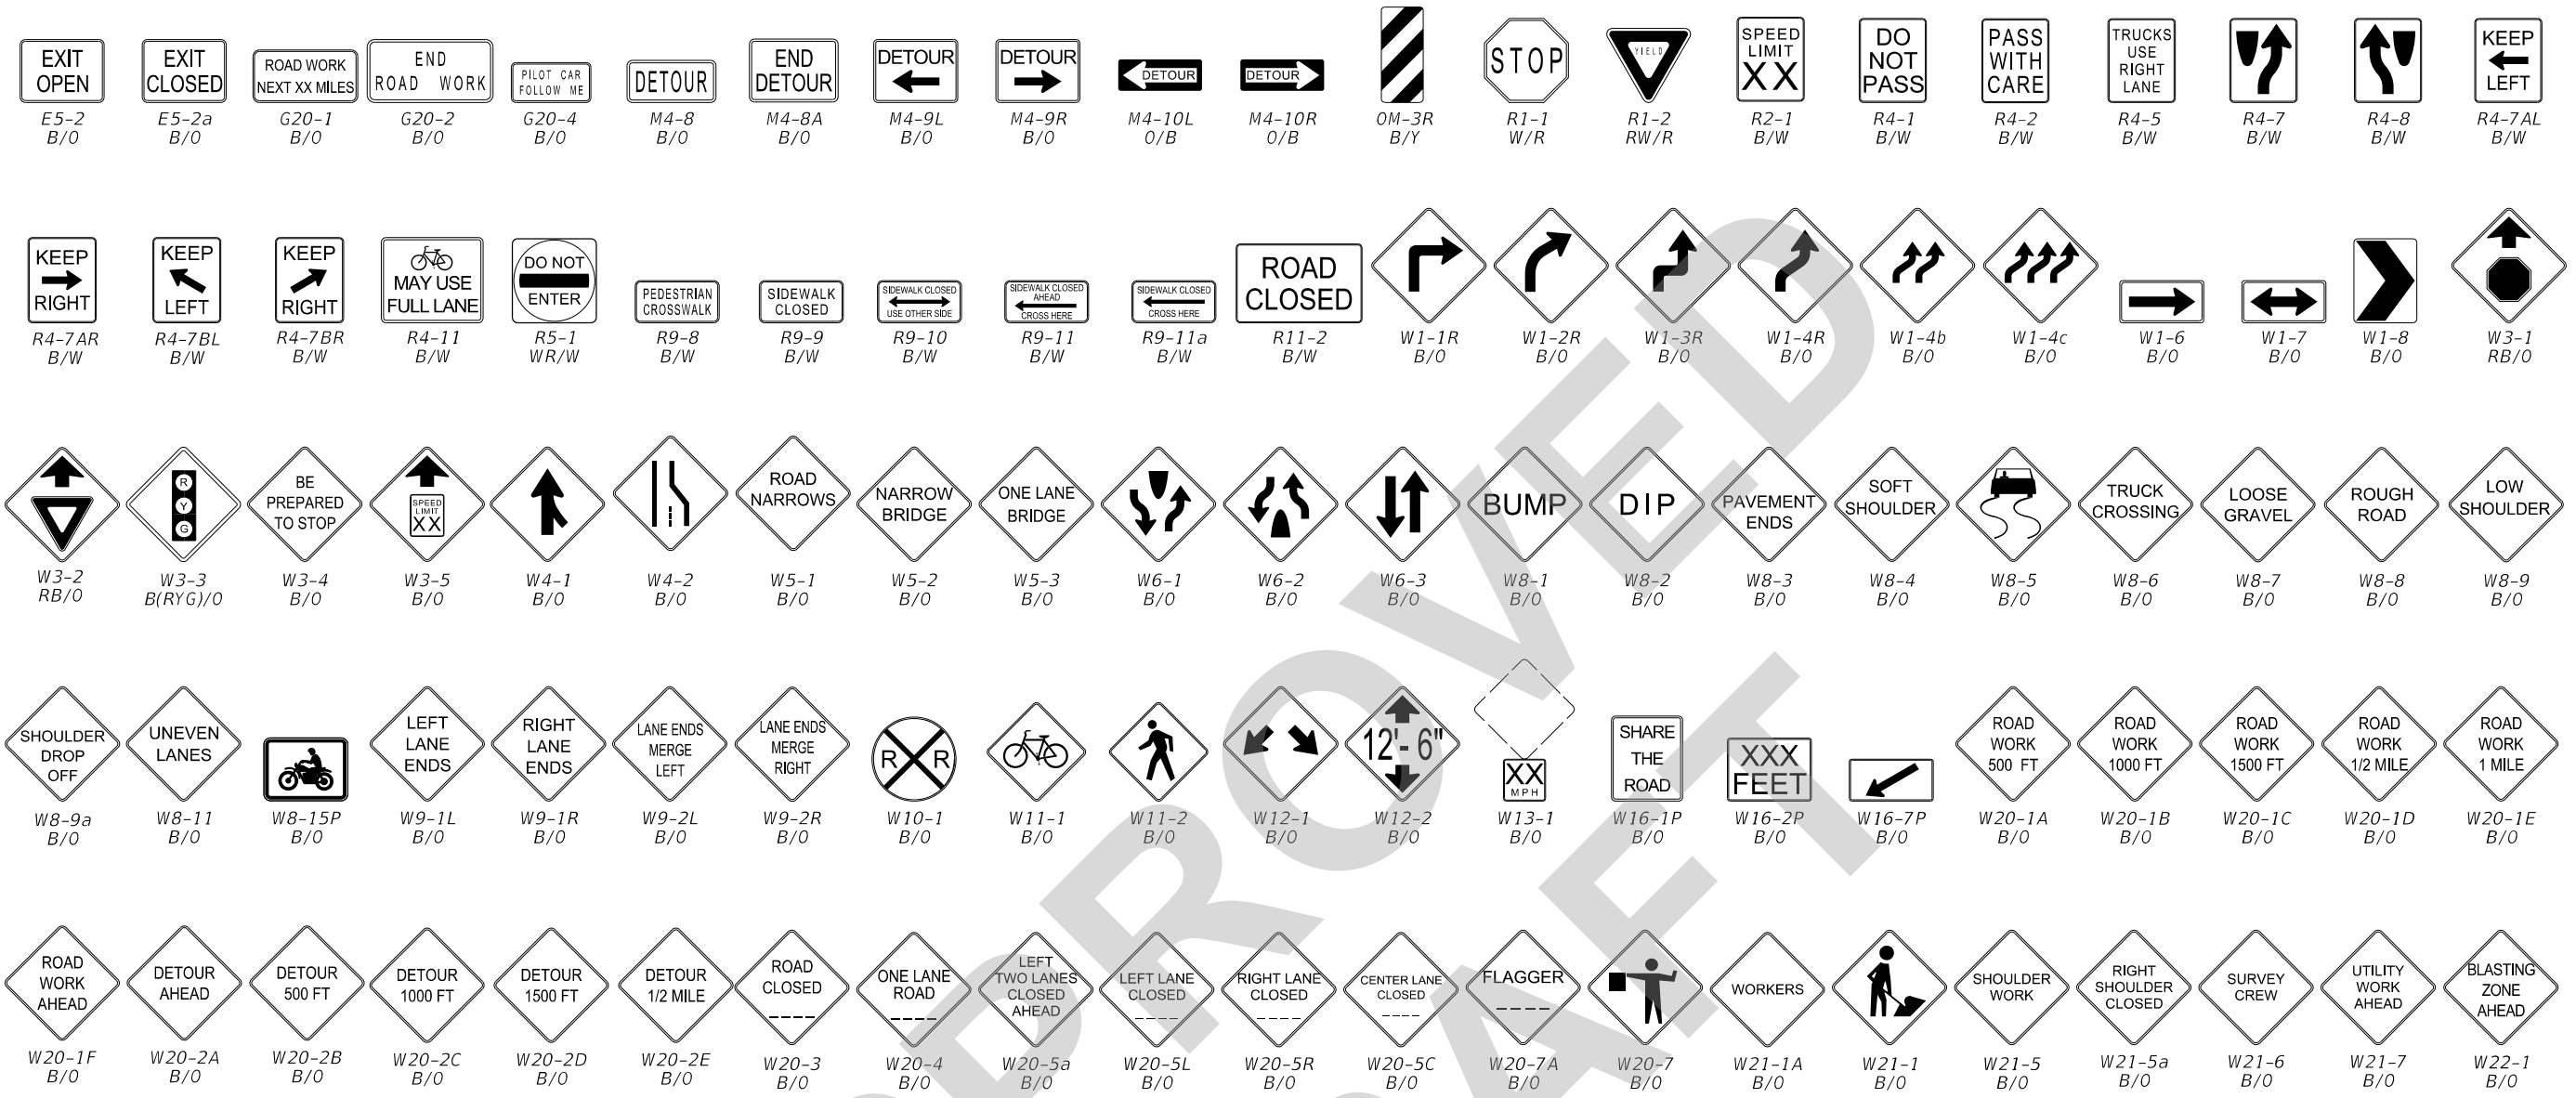 EXIT
OPEN
E5-2
B/O
EXIT
CLOSED
E5-2a
B/O
ROAD WORK
NEXT XX MILES
G20-1
B/O
END
ROAD WORK
G20-2
B/O
PILOT CAR
FOLLOW ME
G20-4
B/O
DETOUR
M4-8
B/O
END
DETOUR
M4-8A
B/O
DETOUR
M4-9L
B/O
DETOUR
M4-9R
B/O
DETOUR
M4-10L
O/B
DETOUR
M4-10R
O/B
OM-3R
B/Y
STOP
R1-1
W/R
YIELD
R1-2
RW/R
SPEED
LIMIT
XX
R2-1
B/W
DO
NOT
PASS
R4-1
B/W
PASS
WITH
CARE
R4-2
B/W
TRUCKS
USE
RIGHT
LANE
R4-5
B/W
R4-7
B/W
R4-8
B/W
KEEP
LEFT
R4-7AL
B/W
KEEP
RIGHT
R4-7AR
B/W
KEEP
LEFT
R4-7BL
B/W
KEEP
RIGHT
R4-7BR
B/W
MAY USE
FULL LANE
R4-11
B/W
DO NOT
ENTER
R5-1
WR/W
PEDESTRIAN
CROSSWALK
R9-8
B/W
SIDEWALK
CLOSED
R9-9
B/W
SIDEWALK CLOSED
USE OTHER SIDE
R9-10
B/W
SIDEWALK CLOSED
AHEAD
CROSS HERE
R9-11
B/W
SIDEWALK CLOSED
CROSS HERE
R9-11a
B/W
ROAD
CLOSED
R11-2
B/W
W1-1R
B/O
W1-2R
B/O
W1-3R
B/O
W1-4R
B/O
W1-4b
B/O
W1-4c
B/O
W1-6
B/O
W1-7
B/O
W1-8
B/O
W3-1
RB/O
W3-2
RB/O
R
Y
G
W3-3
B(RYG)/O
BE
PREPARED
TO STOP
W3-4
B/O
SPEED
LIMIT
XX
W3-5
B/O
W4-1
B/O
W4-2
B/O
ROAD
NARROWS
W5-1
B/O
NARROW
BRIDGE
W5-2
B/O
ONE LANE
BRIDGE
W5-3
B/O
W6-1
B/O
W6-2
B/O
W6-3
B/O
BUMP
W8-1
B/O
DIP
W8-2
B/O
PAVEMENT
ENDS
W8-3
B/O
SOFT
SHOULDER
W8-4
B/O
W8-5
B/O
TRUCK
CROSSING
W8-6
B/O
LOOSE
GRAVEL
W8-7
B/O
ROUGH
ROAD
W8-8
B/O
LOW
SHOULDER
W8-9
B/O
SHOULDER
DROP
OFF
W8-9a
B/O
UNEVEN
LANES
W8-11
B/O
W8-15P
B/O
LEFT
LANE
ENDS
W9-1L
B/O
RIGHT
LANE
ENDS
W9-1R
B/O
LANE ENDS
MERGE
LEFT
W9-2L
B/O
LANE ENDS
MERGE
RIGHT
W9-2R
B/O
R R
W10-1
B/O
W11-1
B/O
W11-2
B/O
W12-1
B/O
12'- 6"
W12-2
B/O
XX
MPH
W13-1
B/O
SHARE
THE
ROAD
W16-1P
B/O
XXX
FEET
W16-2P
B/O
W16-7P
B/O
ROAD
WORK
500 FT
W20-1A
B/O
ROAD
WORK
1000 FT
W20-1B
B/O
ROAD
WORK
1500 FT
W20-1C
B/O
ROAD
WORK
1/2 MILE
W20-1D
B/O
ROAD
WORK
1 MILE
W20-1E
B/O
ROAD
WORK
AHEAD
W20-1F
B/O
DETOUR
AHEAD
W20-2A
B/O
DETOUR
500 FT
W20-2B
B/O
DETOUR
1000 FT
W20-2C
B/O
DETOUR
1500 FT
W20-2D
B/O
DETOUR
1/2 MILE
W20-2E
B/O
ROAD
CLOSED
----
W20-3
B/O
ONE LANE
ROAD
----
W20-4
B/O
LEFT
TWO LANES
CLOSED
AHEAD
W20-5a
B/O
LEFT LANE
CLOSED
----
W20-5L
B/O
RIGHT LANE
CLOSED
----
W20-5R
B/O
CENTER LANE
CLOSED
----
W20-5C
B/O
FLAGGER
----
W20-7A
B/O
W20-7
B/O
WORKERS
W21-1A
B/O
W21-1
B/O
SHOULDER
WORK
W21-5
B/O
RIGHT
SHOULDER
CLOSED
W21-5a
B/O
SURVEY
CREW
W21-6
B/O
UTILITY
WORK
AHEAD
W21-7
B/O
BLASTING
ZONE
AHEAD
W22-1
B/O